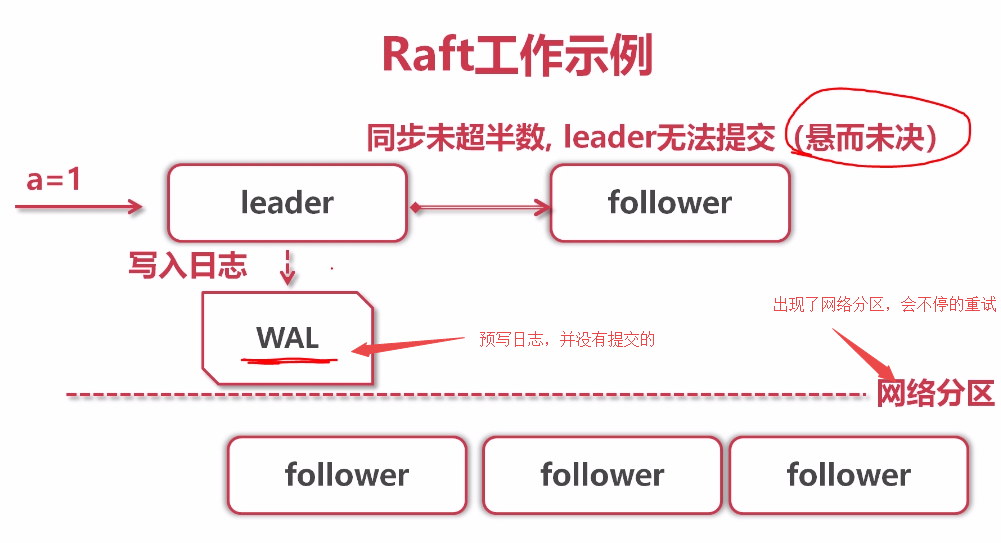 Raft工作示例
同步未超半数, leader无法提交（悬而未决）
a=1
leader
follower
写入日志
出现了网络分区，会不停的重试
WAL
预写日志，并没有提交的
网络分区
follower
follower
follower